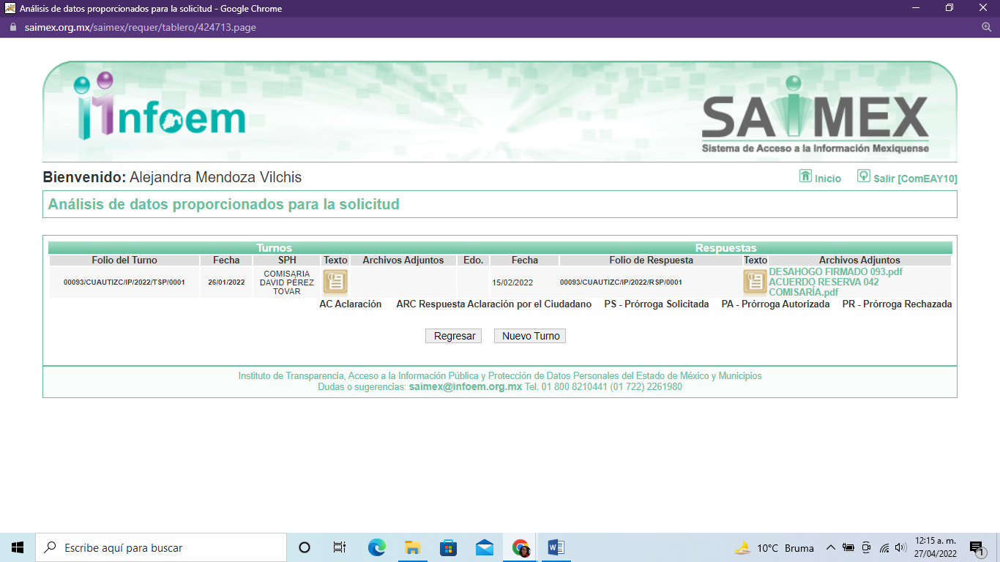 Análisis de datos proporcionados para la solicitud - Google Chrome
saimex.org.mx/saimex/requer/tablero/424713.page
infoem
SAIMEX
Sistema de Acceso a la Información Mexiquense
Bienvenido: Alejandra Mendoza Vilchis
Inicio
Salir [ComEAY10]
Análisis de datos proporcionados para la solicitud
Turnos
Respuestas
Folio del Turno
Fecha
SPH
Texto
Archivos Adjuntos
Edo.
Fecha
Folio de Respuesta
Texto
Archivos Adjuntos
00093/CUAUTIZC/IP/2022/TSP/0001
26/01/2022
COMISARIA
DAVID PÉREZ
TOVAR
15/02/2022
00093/CUAUTIZC/IP/2022/RSP/0001
DESAHOGO FIRMADO 093.pdf
ACUERDO RESERVA 042
COMISARÍA.pdf
AC Aclaración
ARC Respuesta Aclaración por el Ciudadano
PS - Prórroga Solicitada
PA - Prórroga Autorizada
PR - Prórroga Rechazada
Regresar
Nuevo Turno
Instituto de Transparencia, Acceso a la Información Pública y Protección de Datos Personales del Estado de México y Municipios
Dudas o sugerencias: saimex@infoem.org.mx Tel. 01 800 8210441 (01 722) 2261980
Escribe aquí para buscar
10°C Bruma
12:15 a. m.
27/04/2022
1